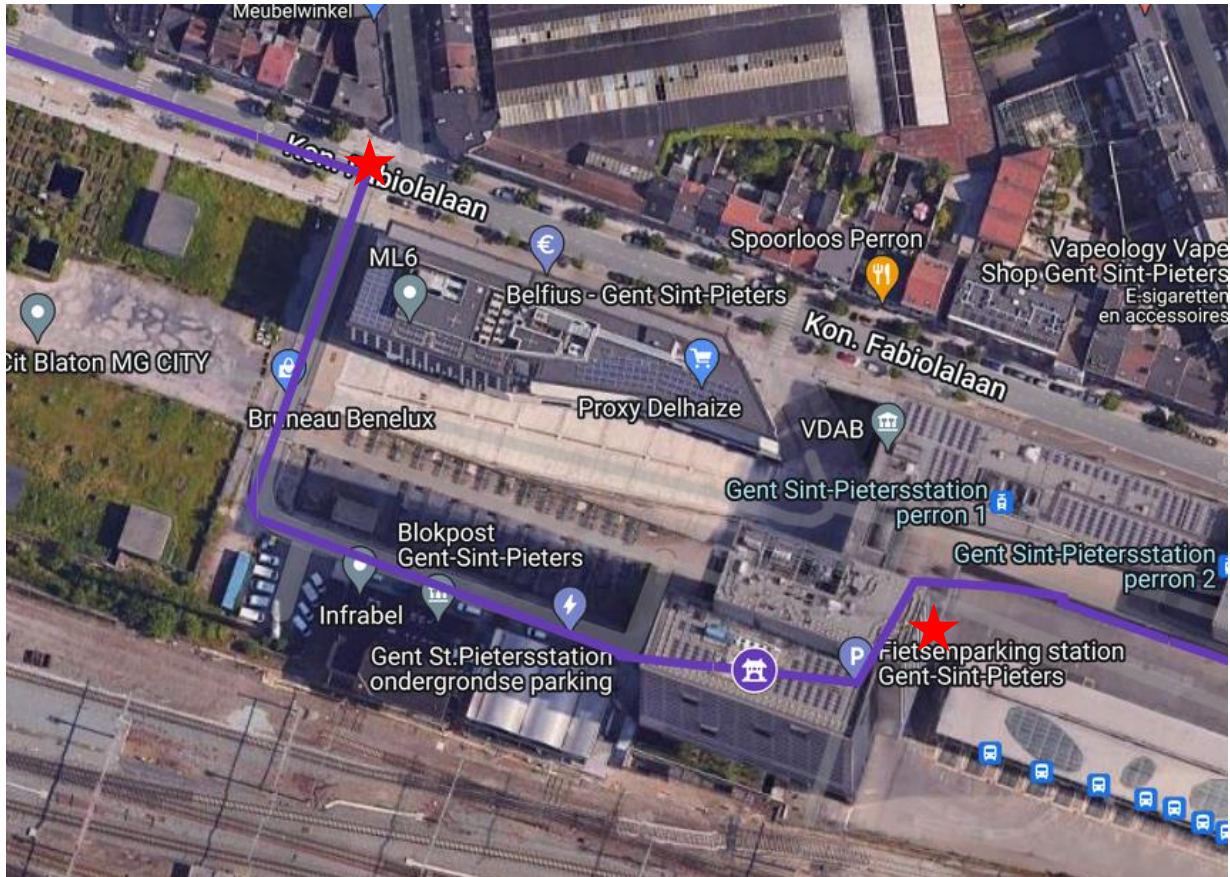 Meubelwinkel
Kon. Fabiolalaan
ML6
Belfius - Gent Sint-Pieters
Spoorloos Perron
Vapeology Vape
Shop Gent Sint-Pieters
E-sigaretten
en accessoires
Kon. Fabiolalaan
Cit Blaton MG CITY
Bruneau Benelux
Proxy Delhaize
VDAB
Gent Sint-Pietersstation
perron 1
Gent Sint-Pietersstation
perron 2
Blokpost
Gent-Sint-Pieters
Infrabel
Gent St.Pietersstation
ondergrondse parking
P
Fietsenparking station
Gent-Sint-Pieters